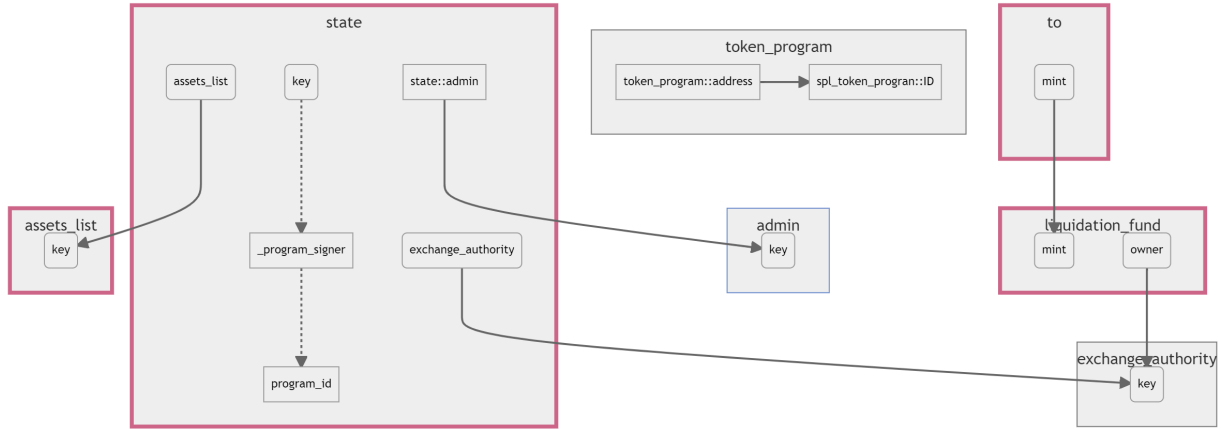 state
to
token_program
assets_list
key
state::admin
token_program::address
spl_token_progran::ID
mint
assets_list
key
_program_signer
exchange_authority
admin
key
liquidation_fund
mint
owner
program_id
exchange_authority
key